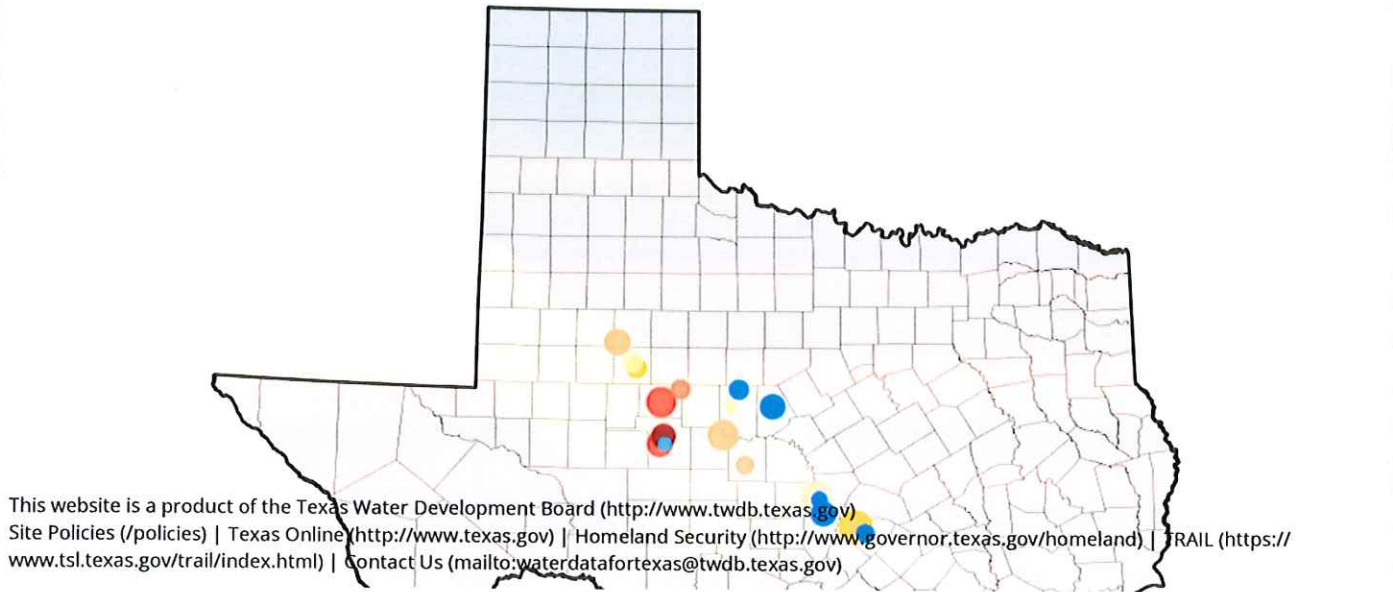 This website is a product of the Texas Water Development Board (http://www.twdb.texas.gov)
Site Policies (/policies) | Texas Online (http://www.texas.gov) | Homeland Security (http://www.governor.texas.gov/homeland) | TRAIL (https://
www.tsl.texas.gov/trail/index.html) | Contact Us (mailto:waterdatafortexas@twdb.texas.gov)